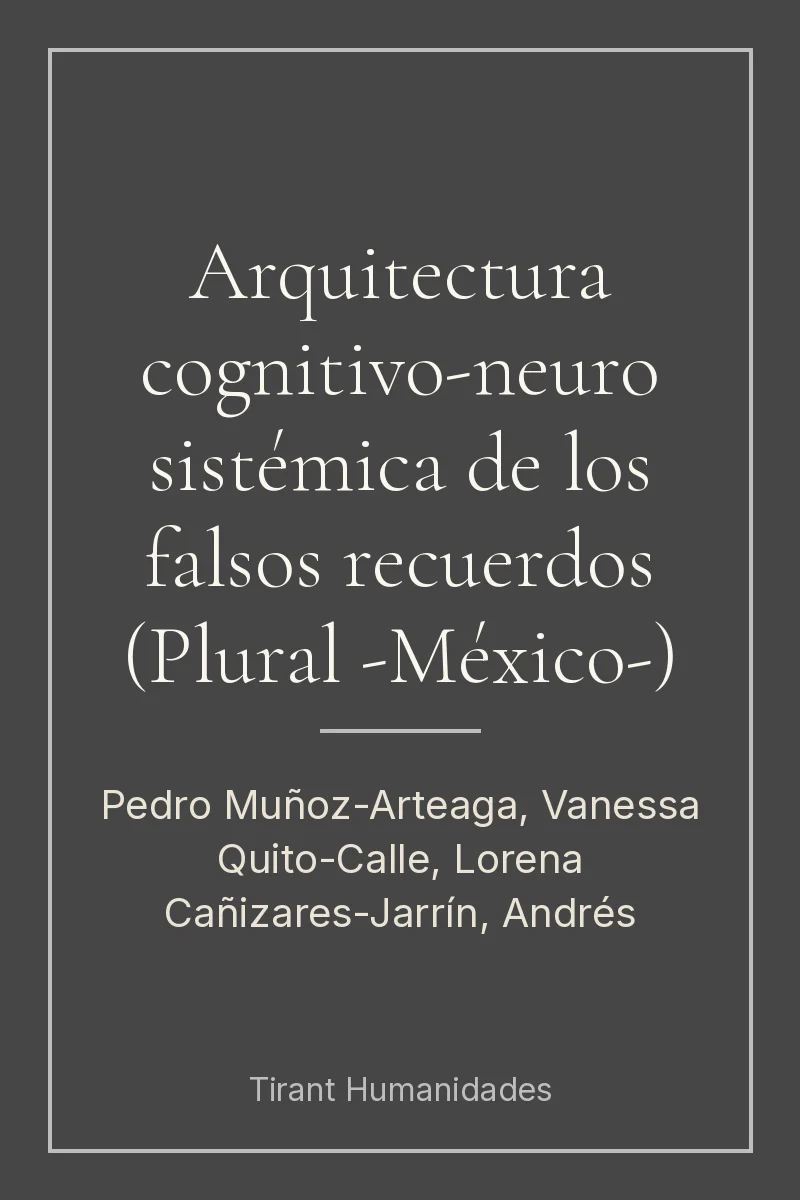 Arquitectura
cognitivo-neuro
sistémica de los
falsos recuerdos
(Plural -México-)
Pedro Muñoz-Arteaga, Vanessa
Quito-Calle, Lorena
Cañizares-Jarrín, Andrés
Tirant Humanidades